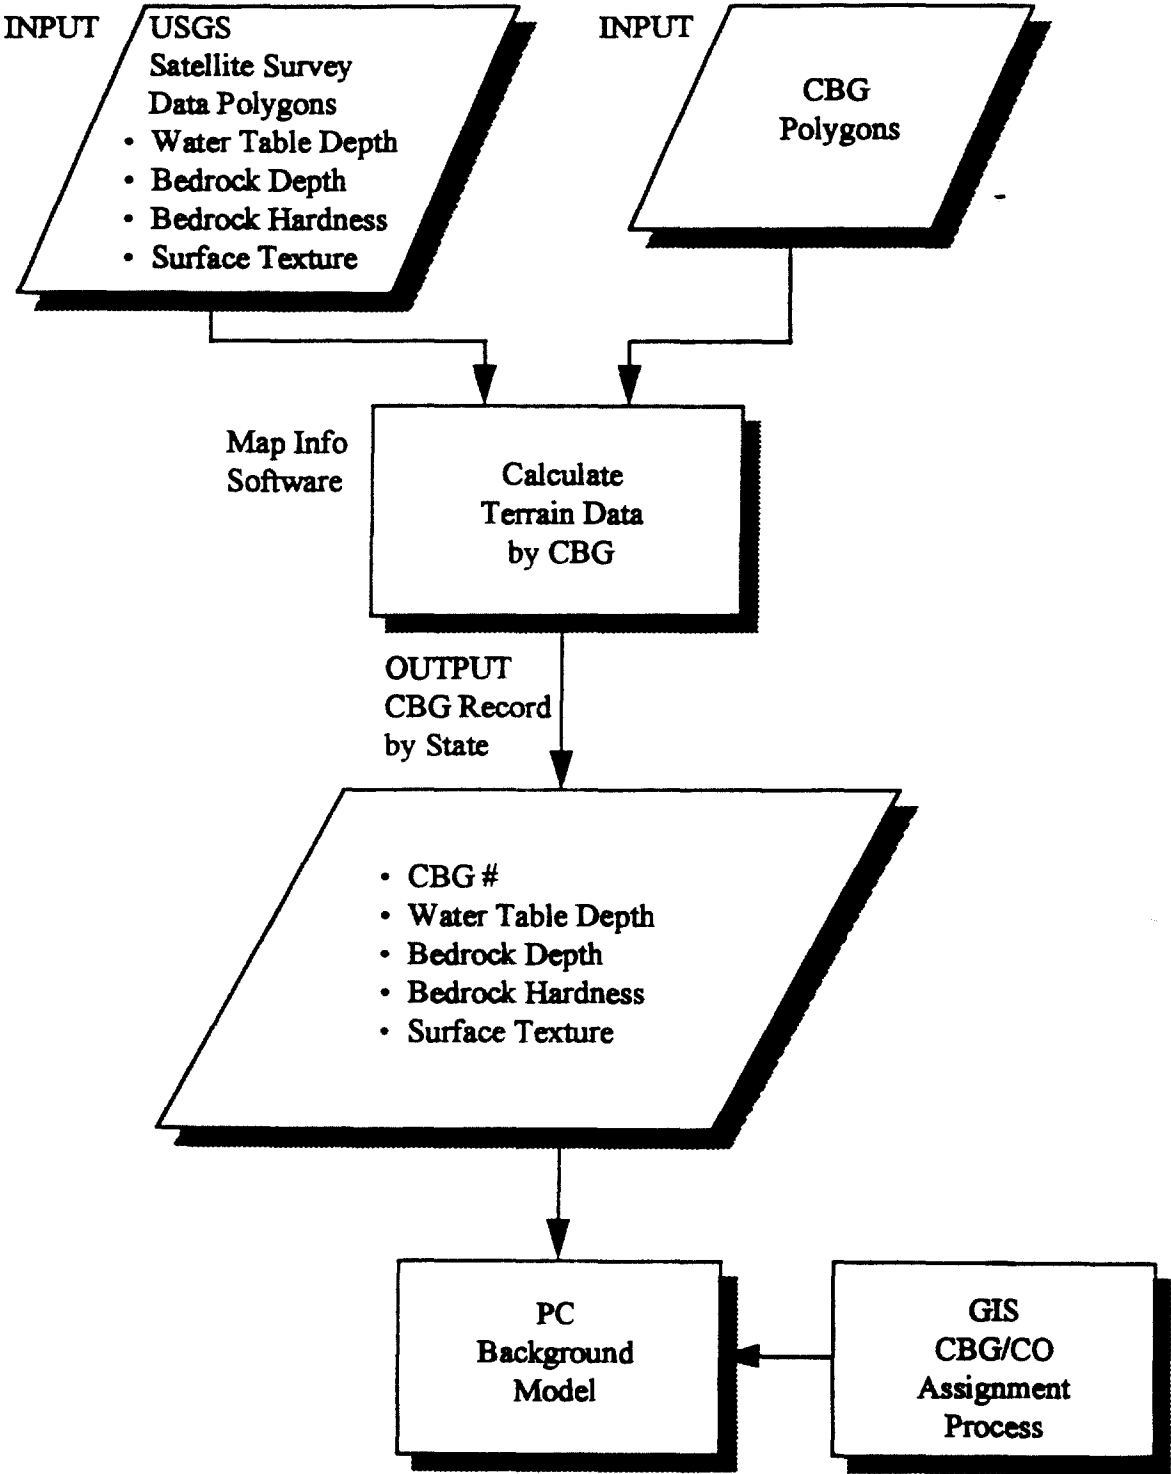 INPUT
USGS
Satellite Survey
Data Polygons
• Water Table Depth
• Bedrock Depth
• Bedrock Hardness
• Surface Texture
INPUT
CBG
Polygons
Map Info
Software
Calculate
Terrain Data
by CBG
OUTPUT
CBG Record
by State
• CBG #
• Water Table Depth
• Bedrock Depth
• Bedrock Hardness
• Surface Texture
PC
Background
Model
GIS
CBG/CO
Assignment
Process